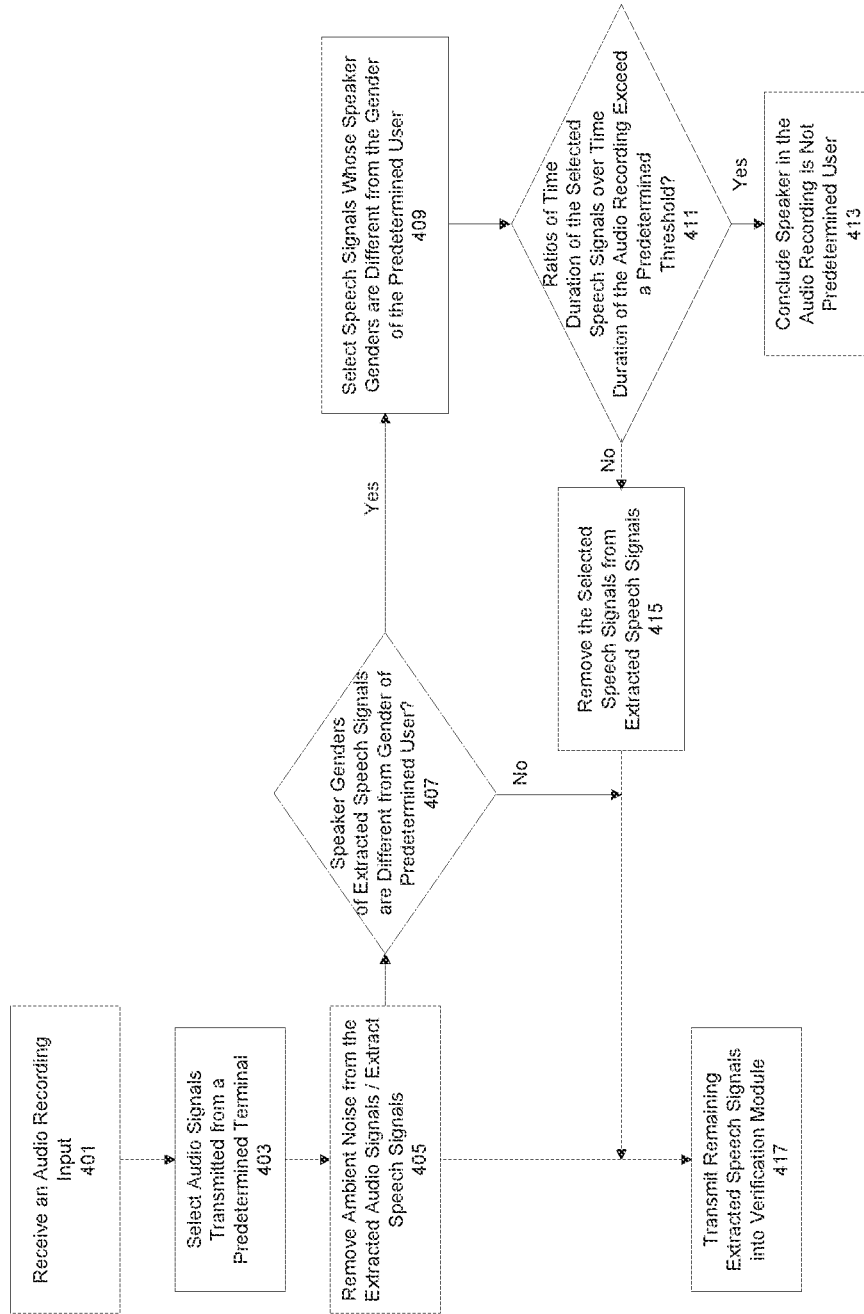 Receive an Audio Recording
Input
401
Select Audio Signals
Transmitted from a
Predetermined Terminal
403
Remove Ambient Noise from the
Extracted Audio Signals / Extract
Speech Signals
405
Speaker Genders
of Extracted Speech Signals
are Different from Gender of
Predetermined User?
407
Yes
No
Select Speech Signals Whose Speaker
Genders are Different from the Gender
of the Predetermined User
409
Ratios of Time
Duration of the Selected
Speech Signals over Time
Duration of the Audio Recording Exceed
a Predetermined
Threshold?
411
Yes
No
Conclude Speaker in the
Audio Recording Is Not
Predetermined User
413
Remove the Selected
Speech Signals from
Extracted Speech Signals
415
Transmit Remaining
Extracted Speech Signals
into Verification Module
417